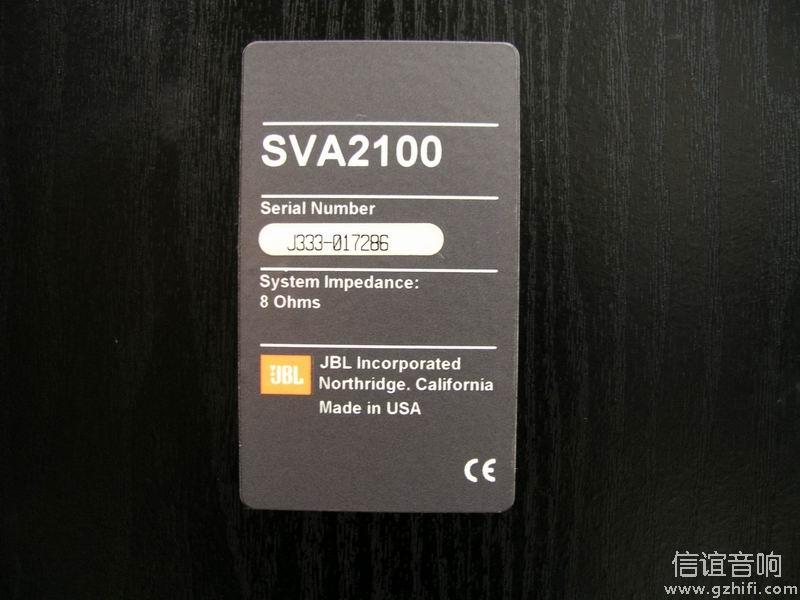 SVA2100
Serial Number
J333-017286
System Impedance:
8 Ohms
JBL
JBL Incorporated
Northridge. California
Made in USA
CE
信谊音响
www.gzhifi.com